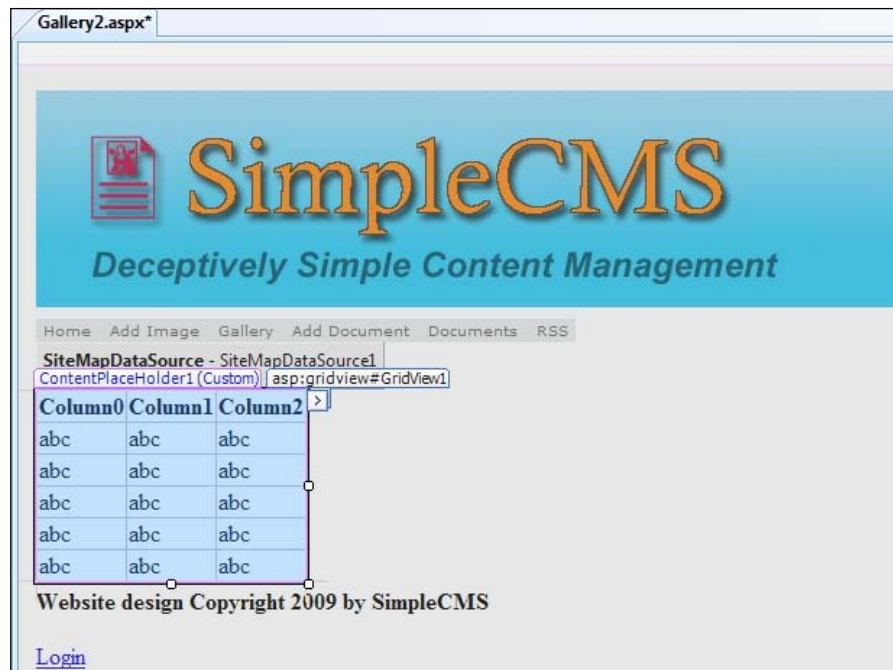 Gallery2.aspx*
SimpleCMS
Deceptively Simple Content Management
Home Add Image Gallery Add Document Documents RSS
SiteMapDataSource - SiteMapDataSource1
ContentPlaceHolder1 (Custom) asp:gridview#GridView1
Column0 Column1 Column2 >
abc abc abc
abc abc abc
abc abc abc
abc abc abc
abc abc abc
Website design Copyright 2009 by SimpleCMS
Login